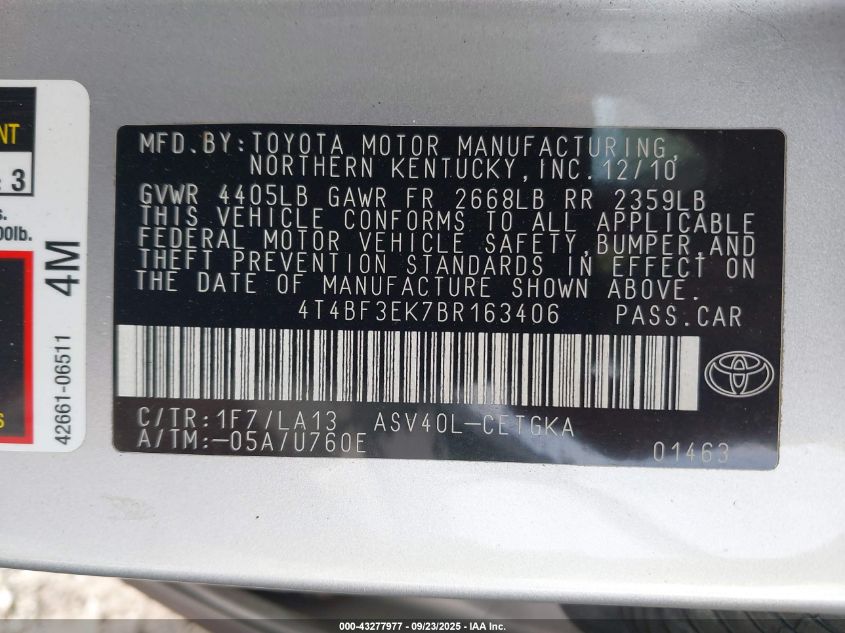 NT
: 3
s.
00lb.
S
4M
42661-06511
MFD.BY:TOYOTA MOTOR MANUFACTURING,
NORTHERN KENTUCKY,INC.12/10
GVWR 4405LB GAWR FR 2668LB RR 2359LB
THIS VEHICLE CONFORMS TO ALL APPLICABLE
FEDERAL MOTOR VEHICLE SAFETY,BUMPER,AND
THEFT PREVENTION STANDARDS IN EFFECT ON
THE DATE OF MANUFACTURE SHOWN ABOVE.
4T4BF3EK7BR163406 PASS.CAR
C/TR:1F7/LA13 ASV40L-CETGKA
A/TM:-05A/U760E 01463
000-43277977 - 09/23/2025 - IAA Inc.